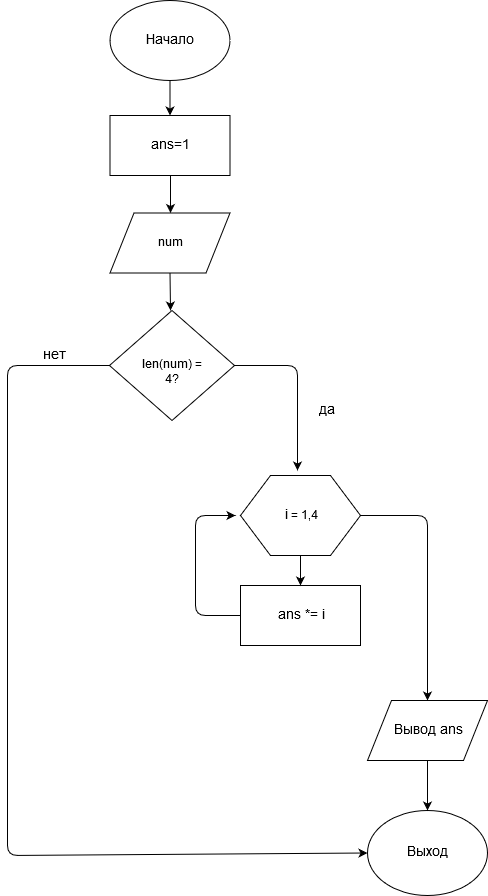 Начало
ans=1
num
len(num) =
4?
нет
да
i = 1,4
ans *= i
Вывод ans
Выход